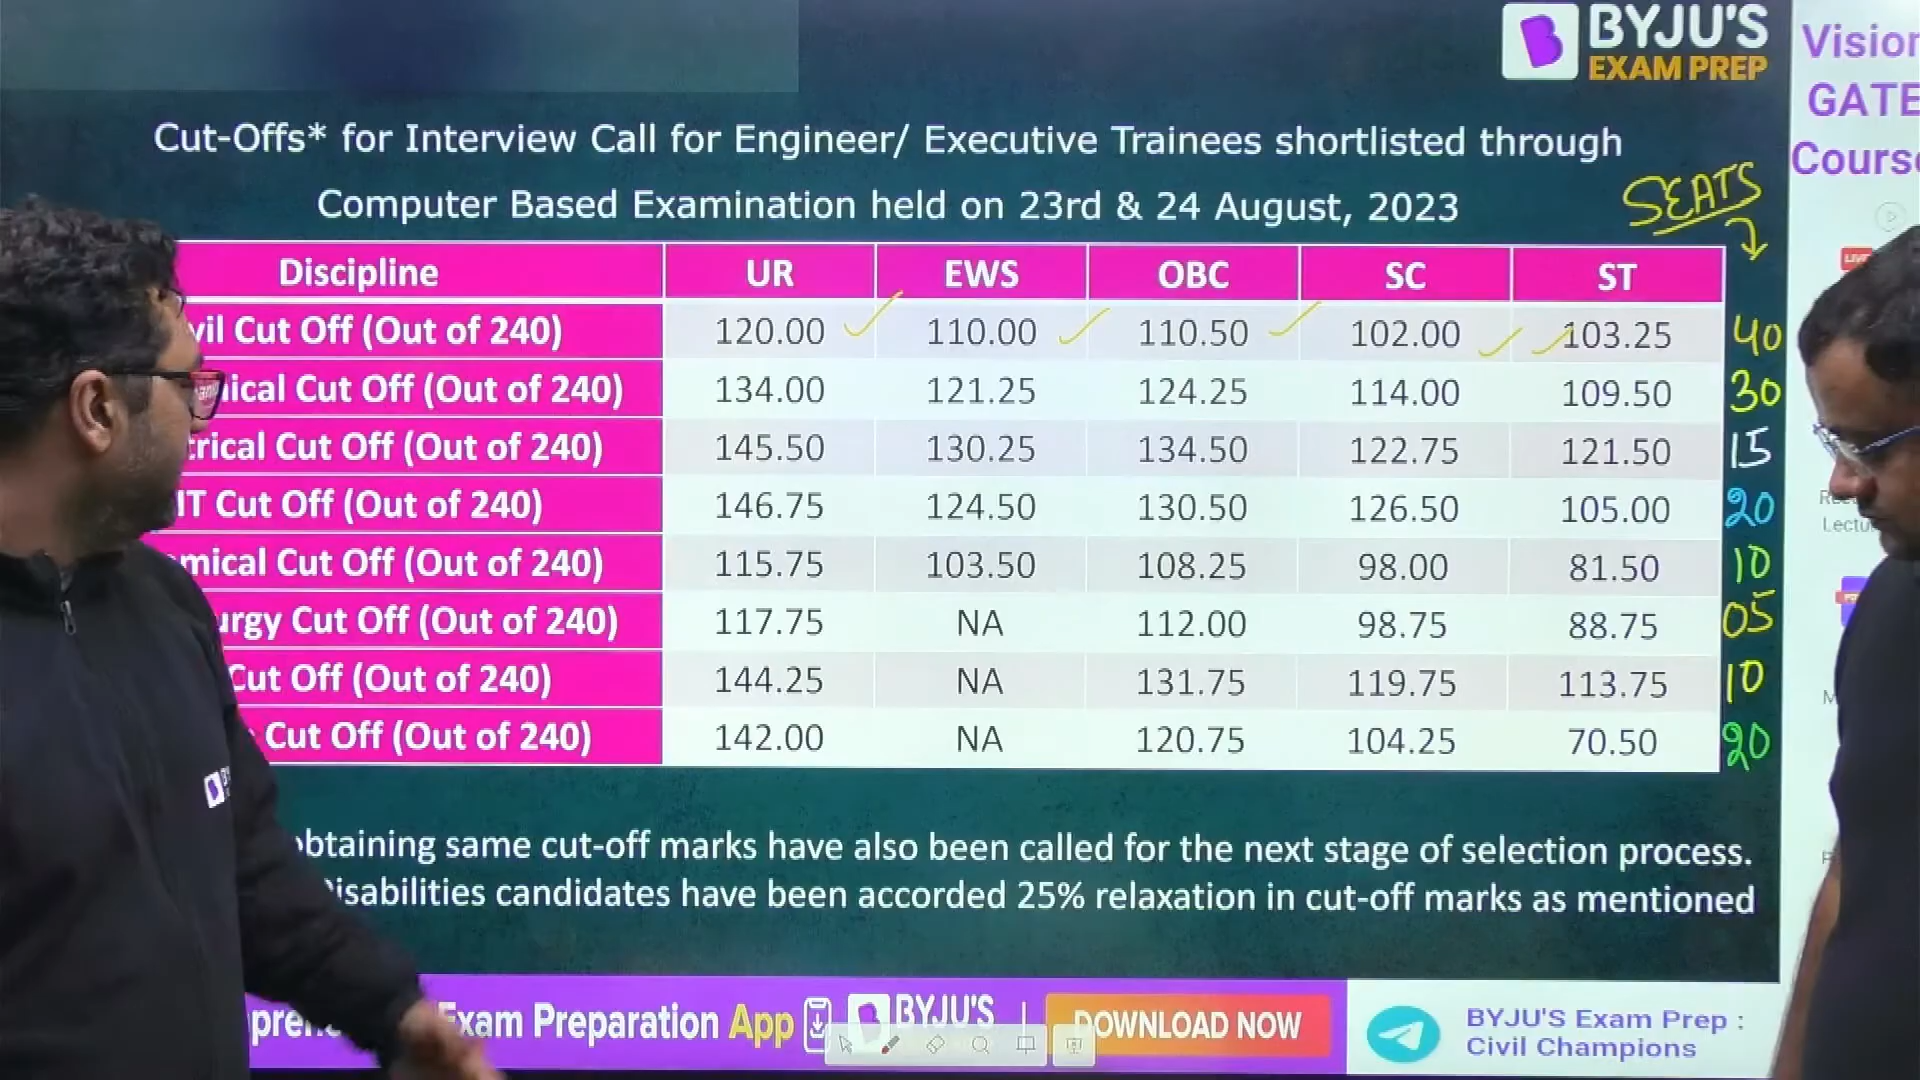 BYJU'S
EXAM PREP
Vision
GATE
Course
Cut-Offs* for Interview Call for Engineer/ Executive Trainees shortlisted through
Computer Based Examination held on 23rd & 24 August, 2023
SEATS
Discipline UR EWS OBC SC ST
vil Cut Off (Out of 240) 120.00 110.00 110.50 102.00 103.25 40
ical Cut Off (Out of 240) 134.00 121.25 124.25 114.00 109.50 30
trical Cut Off (Out of 240) 145.50 130.25 134.50 122.75 121.50 15
IT Cut Off (Out of 240) 146.75 124.50 130.50 126.50 105.00 20
mical Cut Off (Out of 240) 115.75 103.50 108.25 98.00 81.50 10
urgy Cut Off (Out of 240) 117.75 NA 112.00 98.75 88.75 05
Cut Off (Out of 240) 144.25 NA 131.75 119.75 113.75 10
Cut Off (Out of 240) 142.00 NA 120.75 104.25 70.50 20
obtaining same cut-off marks have also been called for the next stage of selection process.
Disabilities candidates have been accorded 25% relaxation in cut-off marks as mentioned
Exam Preparation App BYJU'S DOWNLOAD NOW
BYJU'S Exam Prep :
Civil Champions